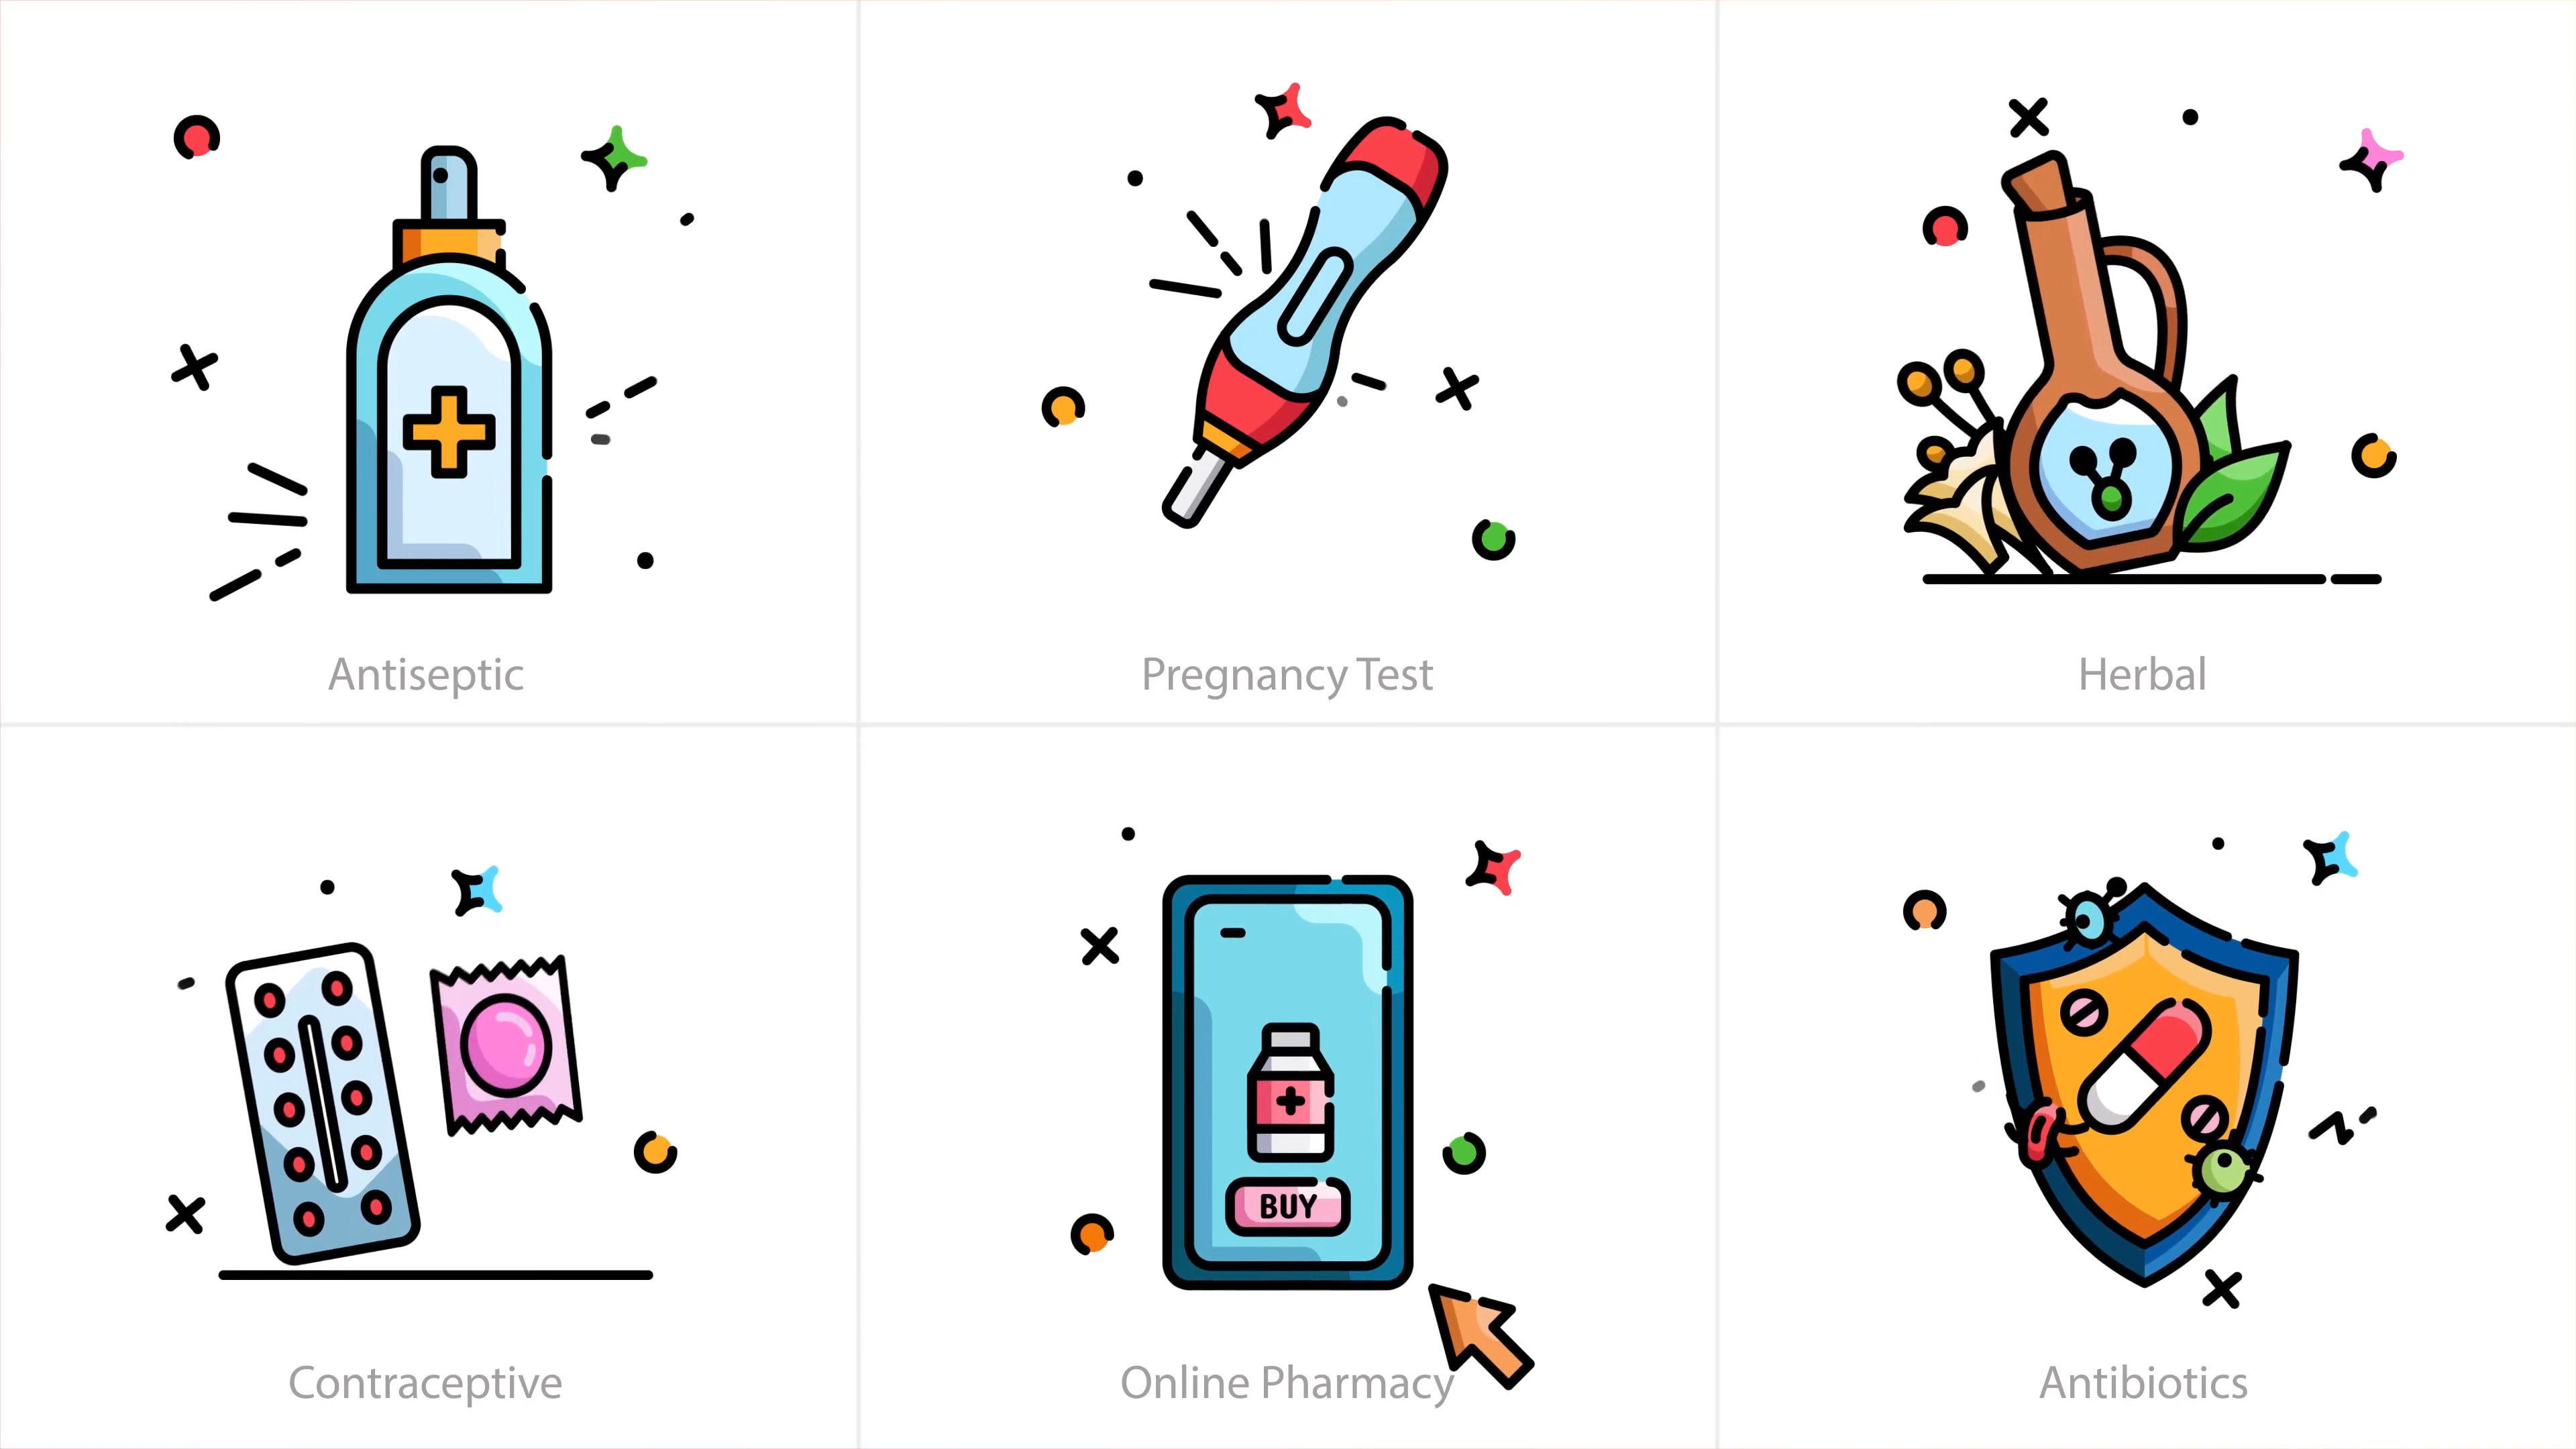 Antiseptic
Pregnancy Test
Herbal
BUY
Contraceptive
Online Pharmacy
Antibiotics